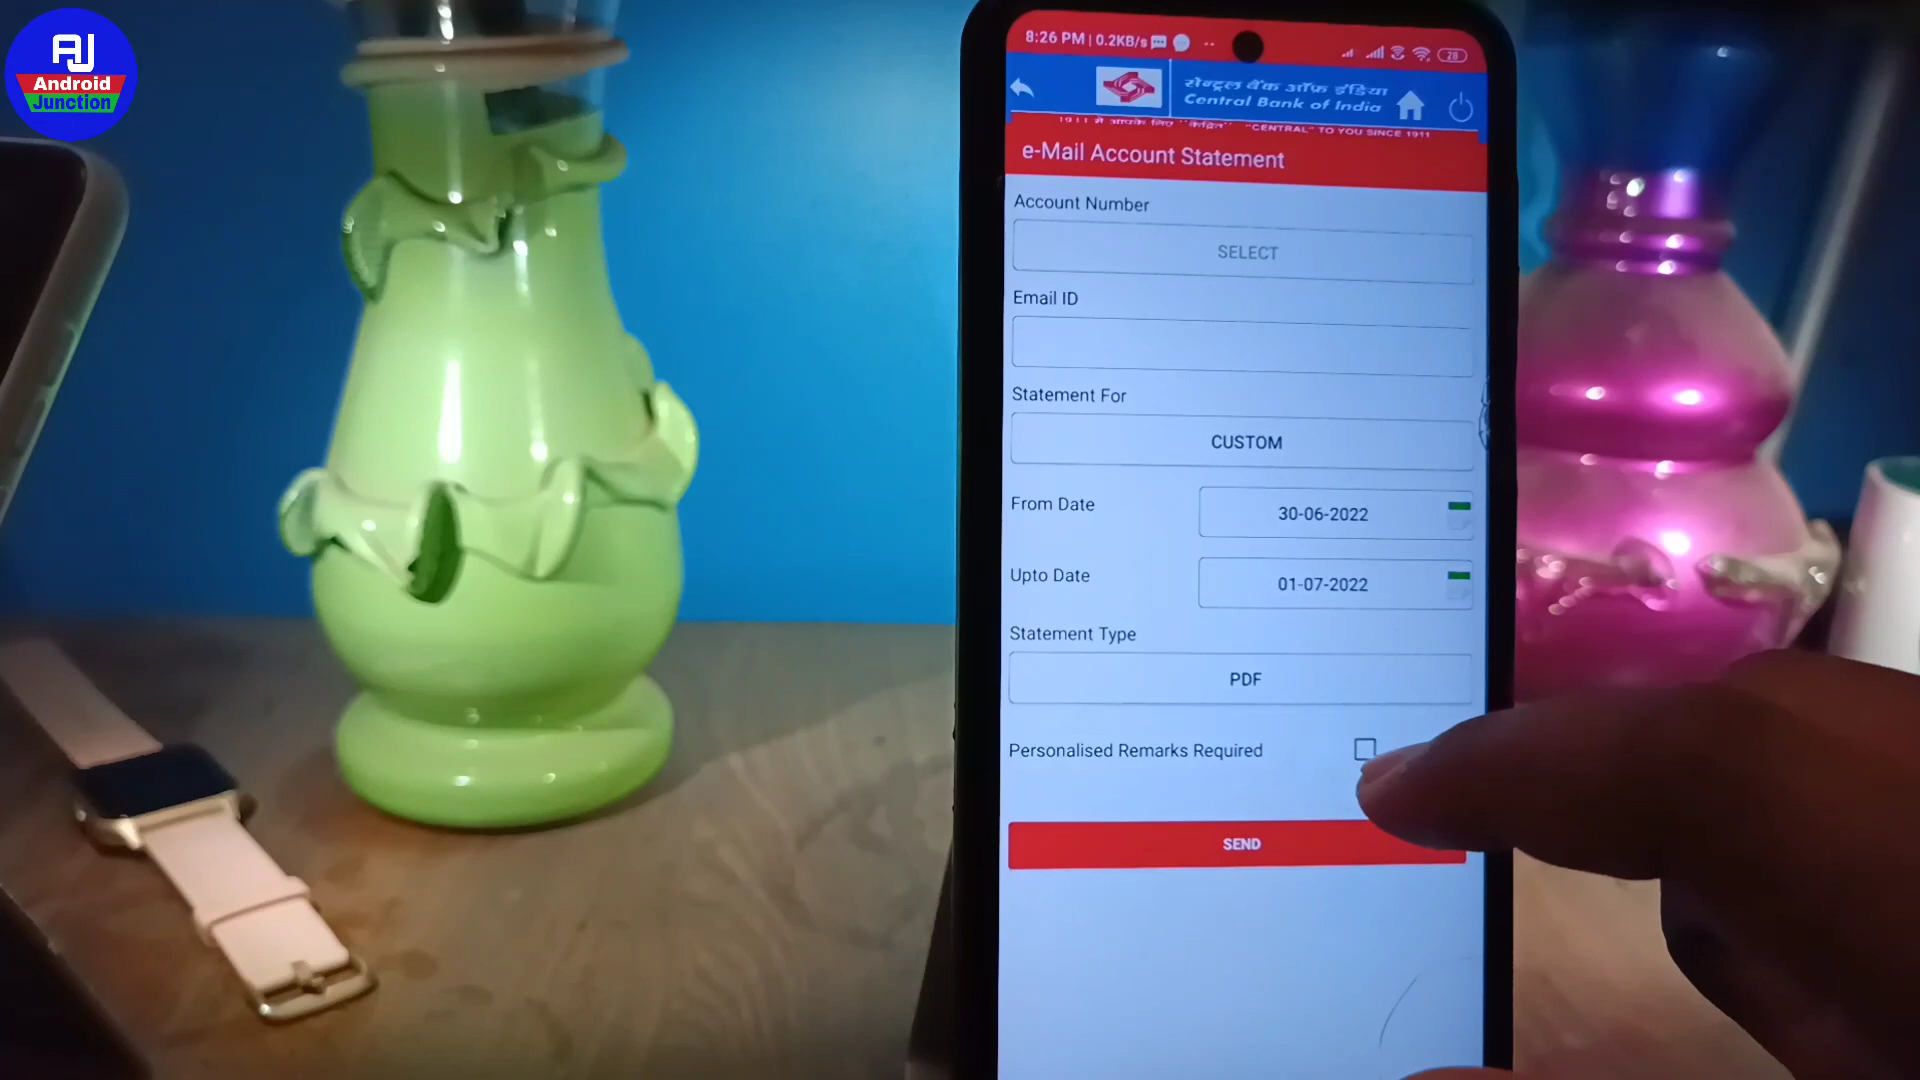 AJ
Android
Junction
8:26 PM | 0.2KB/s
28
सेन्ट्रल बैंक ऑफ़ इंडिया
Central Bank of India
1911 से आपके लिए "केंद्रित" "CENTRAL" TO YOU SINCE 1911
e-Mail Account Statement
Account Number
SELECT
Email ID
Statement For
CUSTOM
From Date
30-06-2022
Upto Date
01-07-2022
Statement Type
PDF
Personalised Remarks Required
SEND